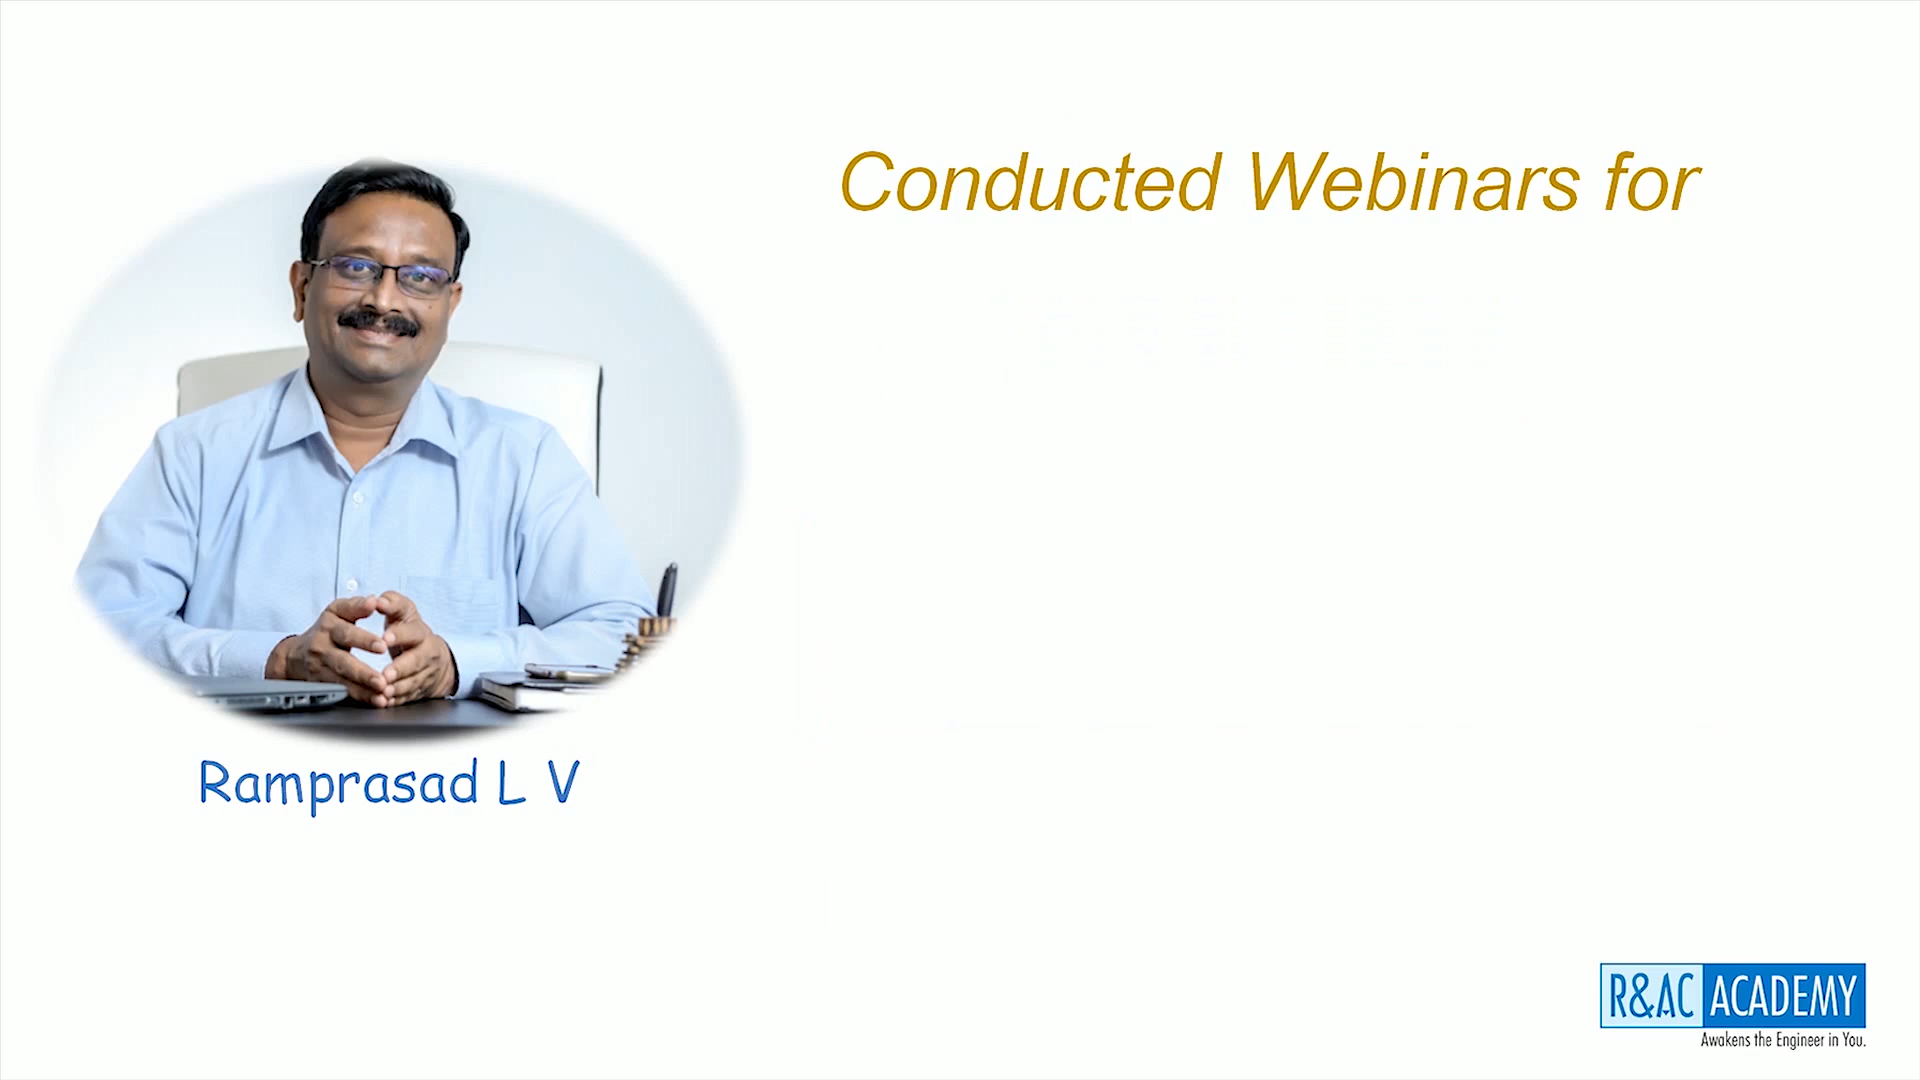 Conducted Webinars for
Ramprasad L V
R&AC ACADEMY
Awakens the Engineer in You.